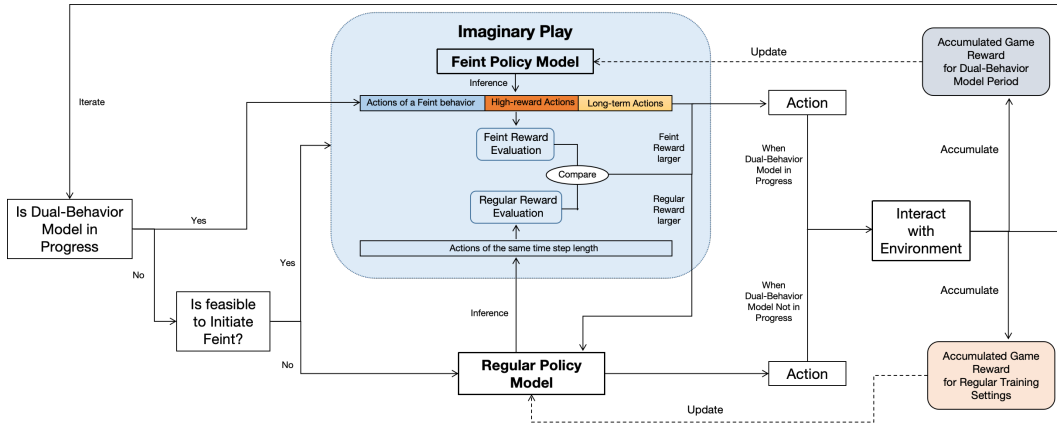 Imaginary Play
Feint Policy Model
Update
Accumulated Game
Reward
for Dual-Behavior
Model Period
Inference
Iterate
Actions of a Feint behavior
High-reward Actions
Long-term Actions
Action
Feint Reward
Evaluation
Feint
Reward
larger
When
Dual-Behavior
Model in
Progress
Accumulate
Compare
Is Dual-Behavior
Model in
Progress
Yes
Regular Reward
Evaluation
Regular
Reward
larger
Interact
with
Environment
Actions of the same time step length
No
Yes
Is feasible
to Initiate
Feint?
Inference
When
Dual-Behavior
Model Not in
Progress
Accumulate
No
Regular Policy
Model
Action
Accumulated Game
Reward
for Regular Training
Settings
Update